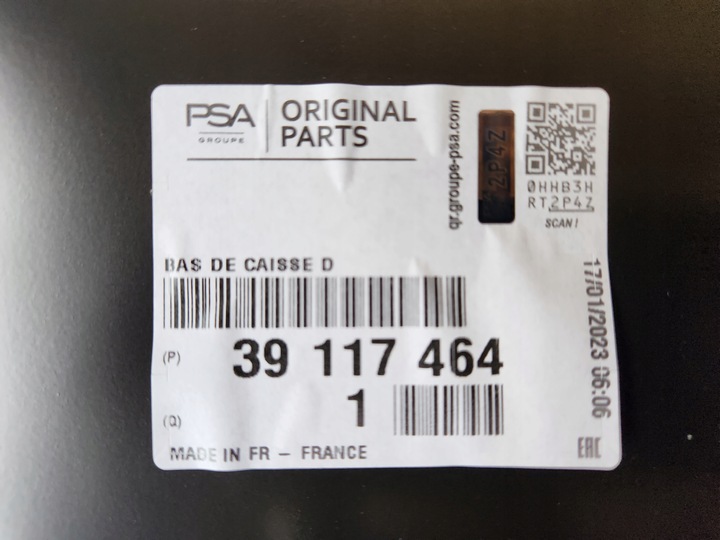 PSA
GROUPE
ORIGINAL
PARTS
qr.groupe-psa.com
2P4Z
0HHB3H
RT2P4Z
SCAN!
BAS DE CAISSE D
17/01/2023 06:06
(P) 39 117 464
(Q) 1
MADE IN FR - FRANCE
EAC